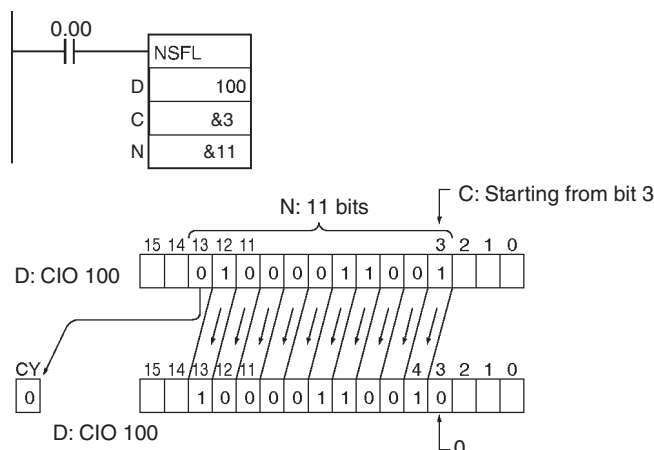 0.00
NSFL
D 100
C &3
N &11
C: Starting from bit 3
N: 11 bits
15 14 13 12 11 3 2 1 0
D: CIO 100 0 1 0 0 0 0 1 1 0 0 1
CY 15 14 13 12 11 4 3 2 1 0
0 1 0 0 0 0 1 1 0 0 1 0
D: CIO 100
0